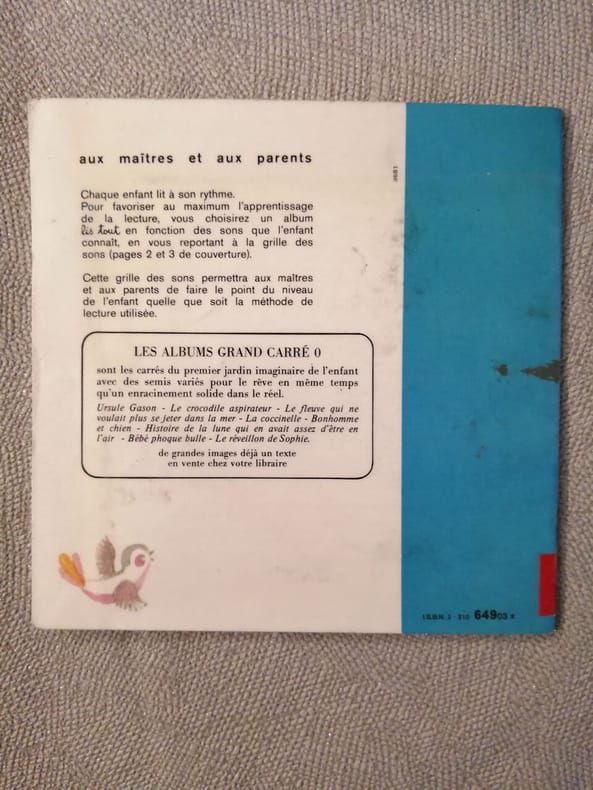 aux maîtres et aux parents
Chaque enfant lit à son rythme.
Pour favoriser au maximum l'apprentissage
de la lecture, vous choisirez un album
lis tout en fonction des sons que l'enfant
connaît, en vous reportant à la grille des
sons (pages 2 et 3 de couverture).
Cette grille des sons permettra aux maîtres
et aux parents de faire le point du niveau
de l'enfant quelle que soit la méthode de
lecture utilisée.
LES ALBUMS GRAND CARRÉ 0
sont les carrés du premier jardin imaginaire de l'enfant
avec des semis variés pour le rêve en même temps
qu'un enracinement solide dans le réel.
Ursule Gason - Le crocodile aspirateur - Le fleuve qui ne
voulait plus se jeter dans la mer - La coccinelle - Bonhomme
et chien - Histoire de la lune qui en avait assez d'être en
l'air - Bébé phoque bulle - Le réveillon de Sophie.
de grandes images déjà un texte
en vente chez votre libraire
I.S.B.N. 2 - 210 64903 X